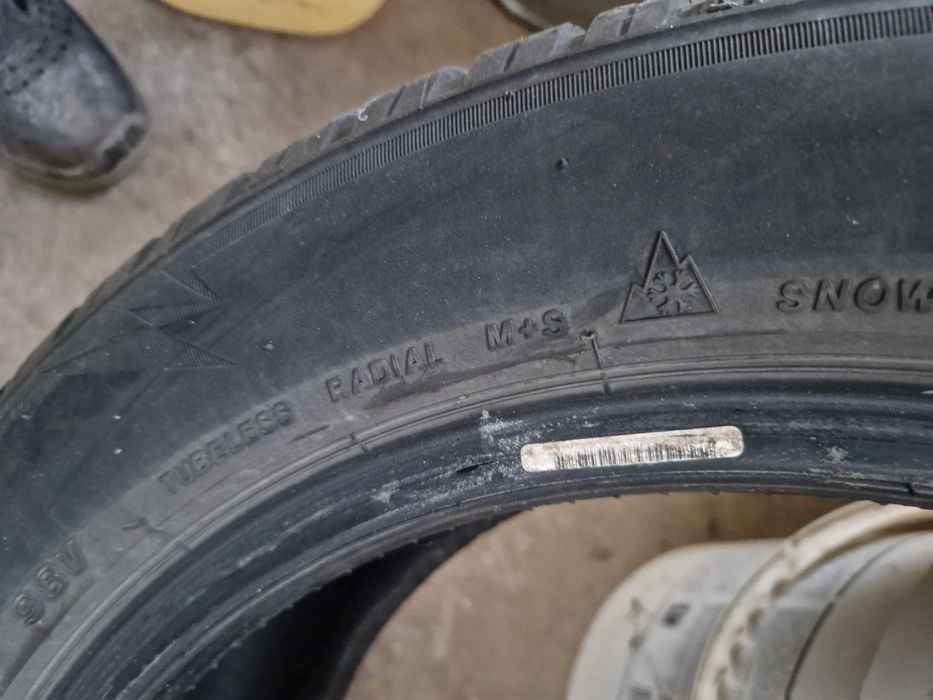 98V TUBELESS RADIAL M+S SNOW